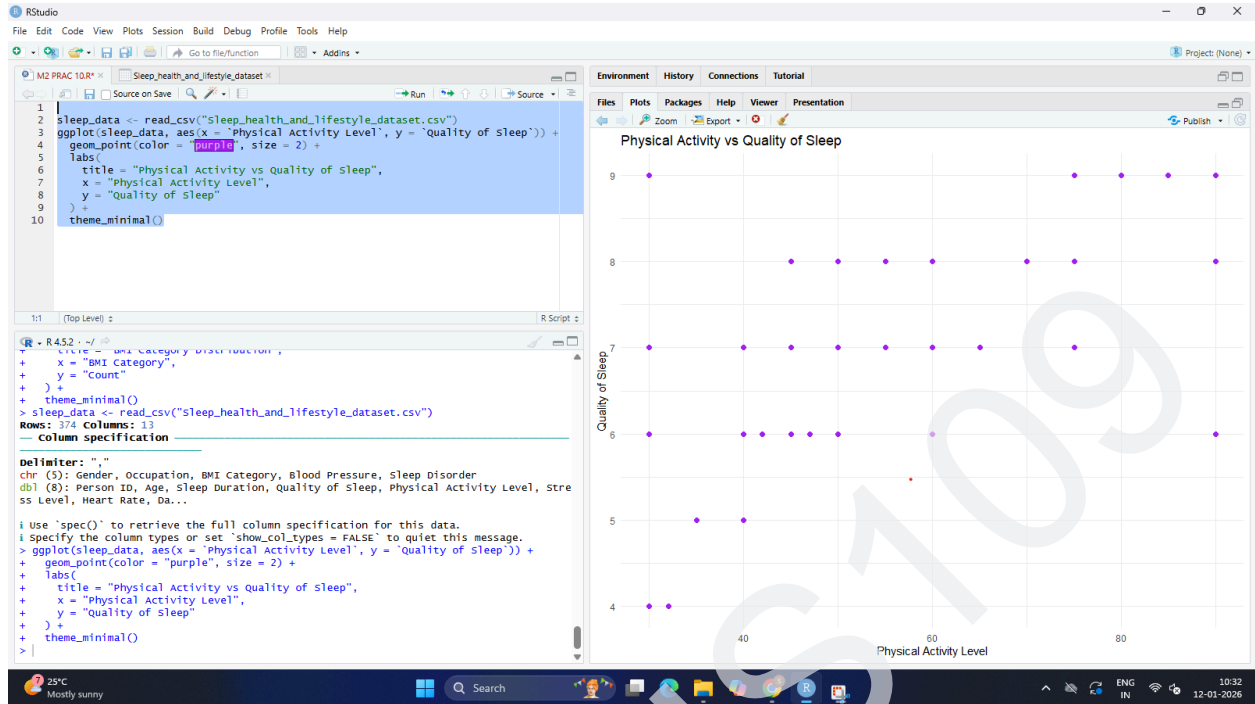 RStudio
File Edit Code View Plots Session Build Debug Profile Tools Help
Go to file/function
Addins
Project: (None)
M2 PRAC 10.R*
Sleep_health_and_lifestyle_dataset
Source on Save
Run
Source
1
2 sleep_data <- read_csv("Sleep_health_and_lifestyle_dataset.csv")
3 ggplot(sleep_data, aes(x = `Physical Activity Level`, y = `Quality of Sleep`)) +
4 geom_point(color = "purple", size = 2) +
5 labs(
6 title = "Physical Activity vs Quality of Sleep",
7 x = "Physical Activity Level",
8 y = "Quality of Sleep"
9 ) +
10 theme_minimal()
1:1 (Top Level) R Script
R 4.5.2 · ~/
+ title = "BMI Category Distribution",
+ x = "BMI Category",
+ y = "Count"
+ ) +
+ theme_minimal()
> sleep_data <- read_csv("Sleep_health_and_lifestyle_dataset.csv")
Rows: 374 Columns: 13
── Column specification ──
Delimiter: ","
chr (5): Gender, Occupation, BMI Category, Blood Pressure, Sleep Disorder
dbl (8): Person ID, Age, Sleep Duration, Quality of Sleep, Physical Activity Level, Stre
ss Level, Heart Rate, Da...
i Use `spec()` to retrieve the full column specification for this data.
i Specify the column types or set `show_col_types = FALSE` to quiet this message.
> ggplot(sleep_data, aes(x = `Physical Activity Level`, y = `Quality of Sleep`)) +
+ geom_point(color = "purple", size = 2) +
+ labs(
+ title = "Physical Activity vs Quality of Sleep",
+ x = "Physical Activity Level",
+ y = "Quality of Sleep"
+ ) +
+ theme_minimal()
>
Environment History Connections Tutorial
Files Plots Packages Help Viewer Presentation
Zoom Export Publish
Physical Activity vs Quality of Sleep
9
8
7
6
5
4
Quality of Sleep
40 60 80
Physical Activity Level
S109
7
25°C
Mostly sunny
Search
ENG
IN
10:32
12-01-2026